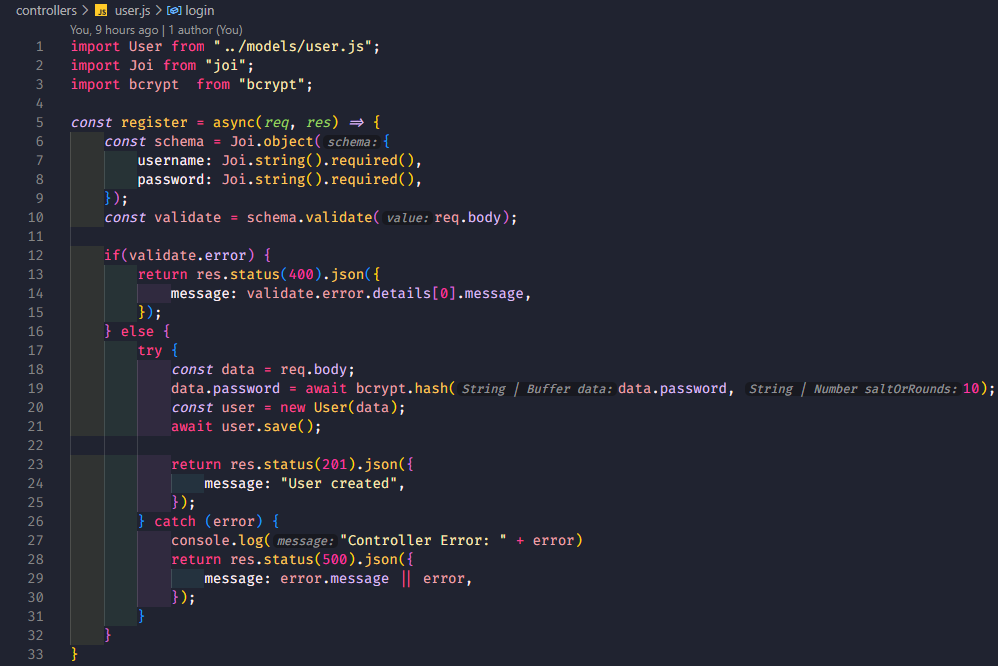 controllers > JS user.js > login
You, 9 hours ago | 1 author (You)
1 import User from "../models/user.js";
2 import Joi from "joi";
3 import bcrypt  from "bcrypt";
4
5 const register = async(req, res) => {
6     const schema = Joi.object( schema: {
7         username: Joi.string().required(),
8         password: Joi.string().required(),
9     });
10     const validate = schema.validate( value: req.body);
11
12     if(validate.error) {
13         return res.status(400).json({
14             message: validate.error.details[0].message,
15         });
16     } else {
17         try {
18             const data = req.body;
19             data.password = await bcrypt.hash( String | Buffer data: data.password, String | Number saltOrRounds: 10);
20             const user = new User(data);
21             await user.save();
22
23             return res.status(201).json({
24                 message: "User created",
25             });
26         } catch (error) {
27             console.log( message: "Controller Error: " + error)
28             return res.status(500).json({
29                 message: error.message || error,
30             });
31         }
32     }
33 }